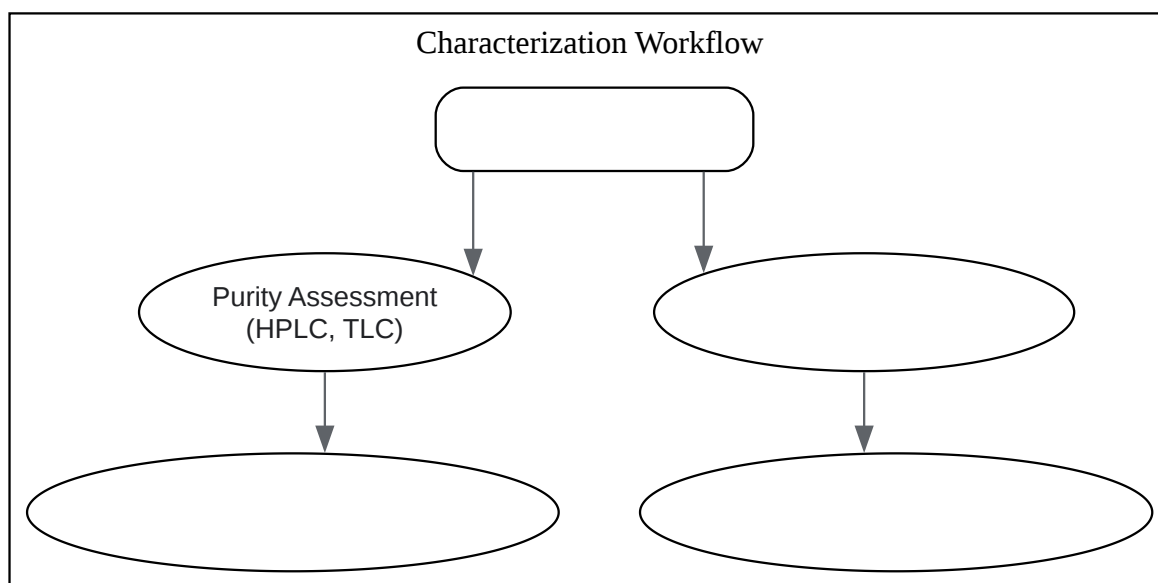 Characterization Workflow
Purity Assessment
(HPLC, TLC)